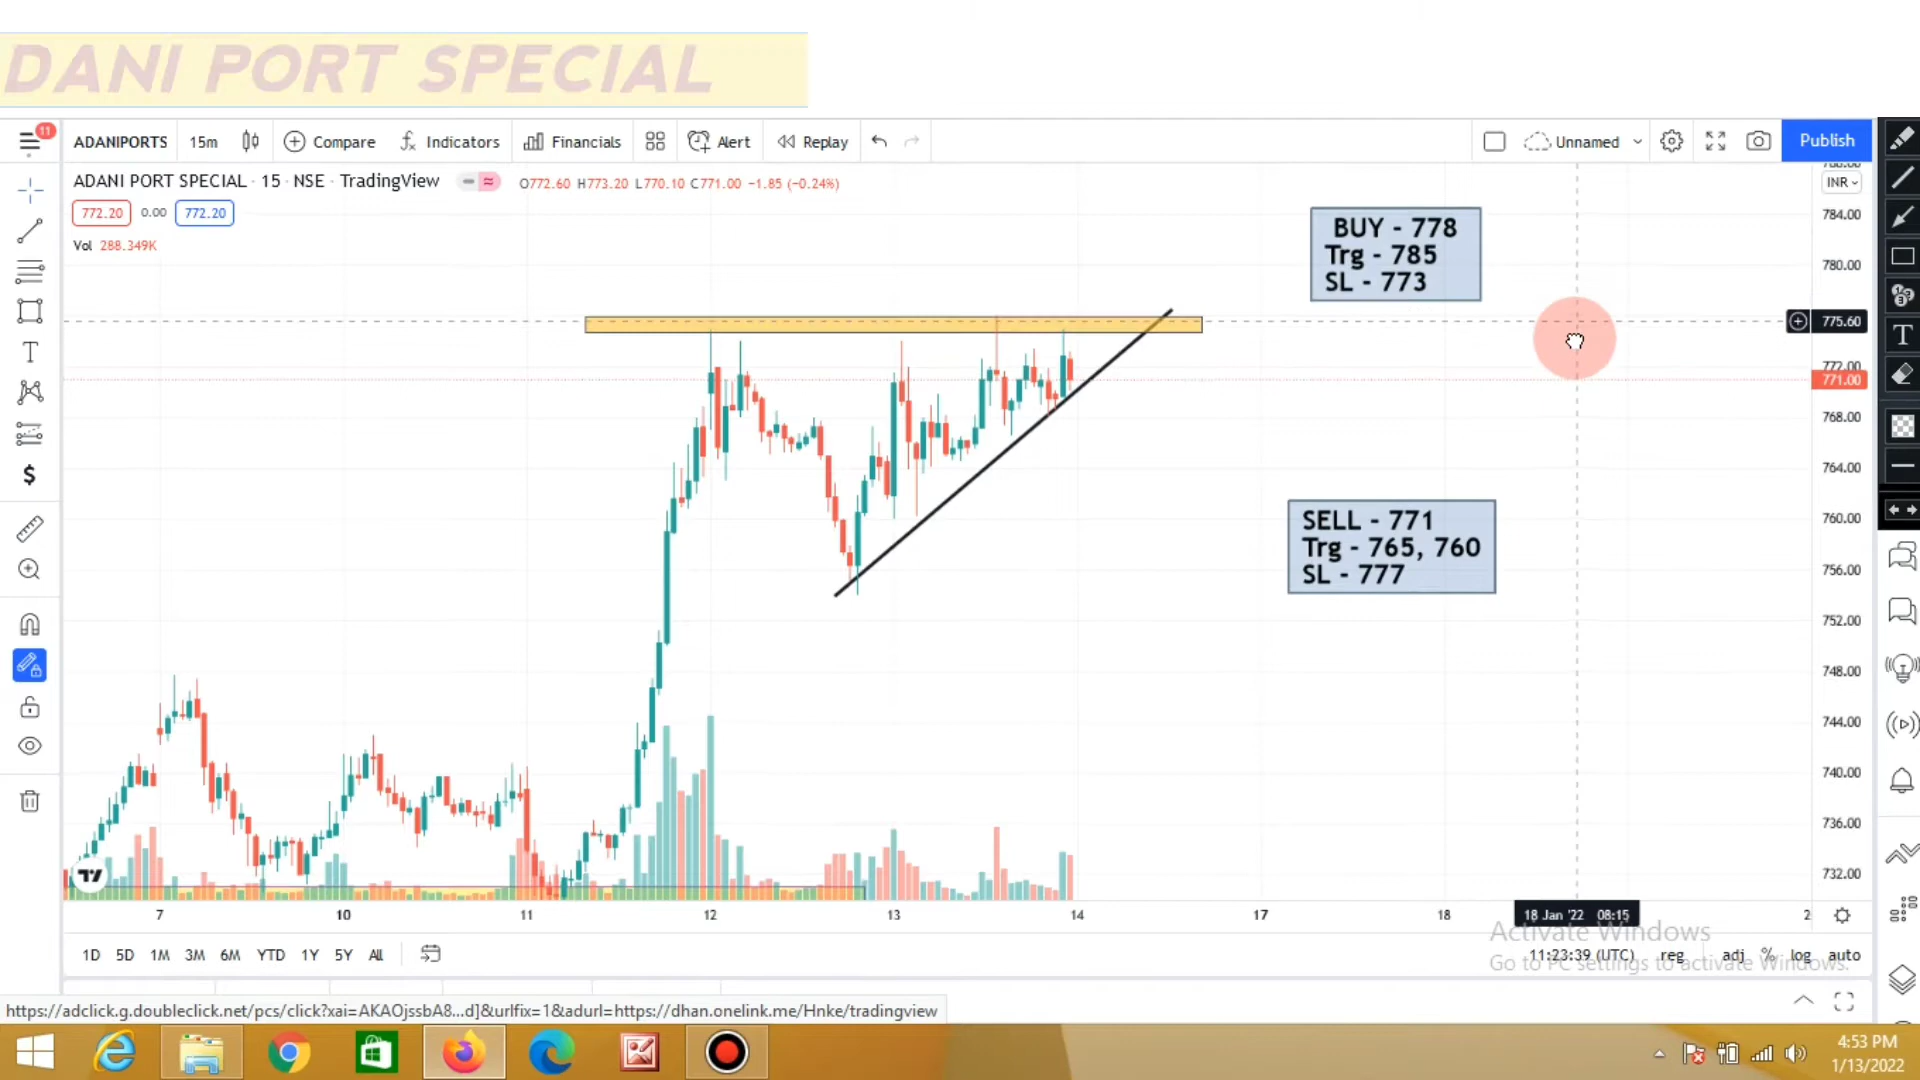 DANI PORT SPECIAL
11
ADANIPORTS
15m
Compare
Indicators
Financials
Alert
Replay
Unnamed
Publish
ADANI PORT SPECIAL · 15 · NSE · TradingView
O772.60 H773.20 L770.10 C771.00 −1.85 (−0.24%)
INR
772.20 0.00 772.20
Vol 288.349K
BUY - 778
Trg - 785
SL - 773
SELL - 771
Trg - 765, 760
SL - 777
784.00
780.00
775.60
772.00
771.00
768.00
764.00
760.00
756.00
752.00
748.00
744.00
740.00
736.00
732.00
7 10 11 12 13 14 17 18 18 Jan '22 08:15 2
1D 5D 1M 3M 6M YTD 1Y 5Y All
11:23:39 (UTC) reg adj % log auto
Activate Windows
Go to PC settings to activate Windows.
https://adclick.g.doubleclick.net/pcs/click?xai=AKAOjssbA8...d]&urlfix=1&adurl=https://dhan.onelink.me/Hnke/tradingview
4:53 PM
1/13/2022